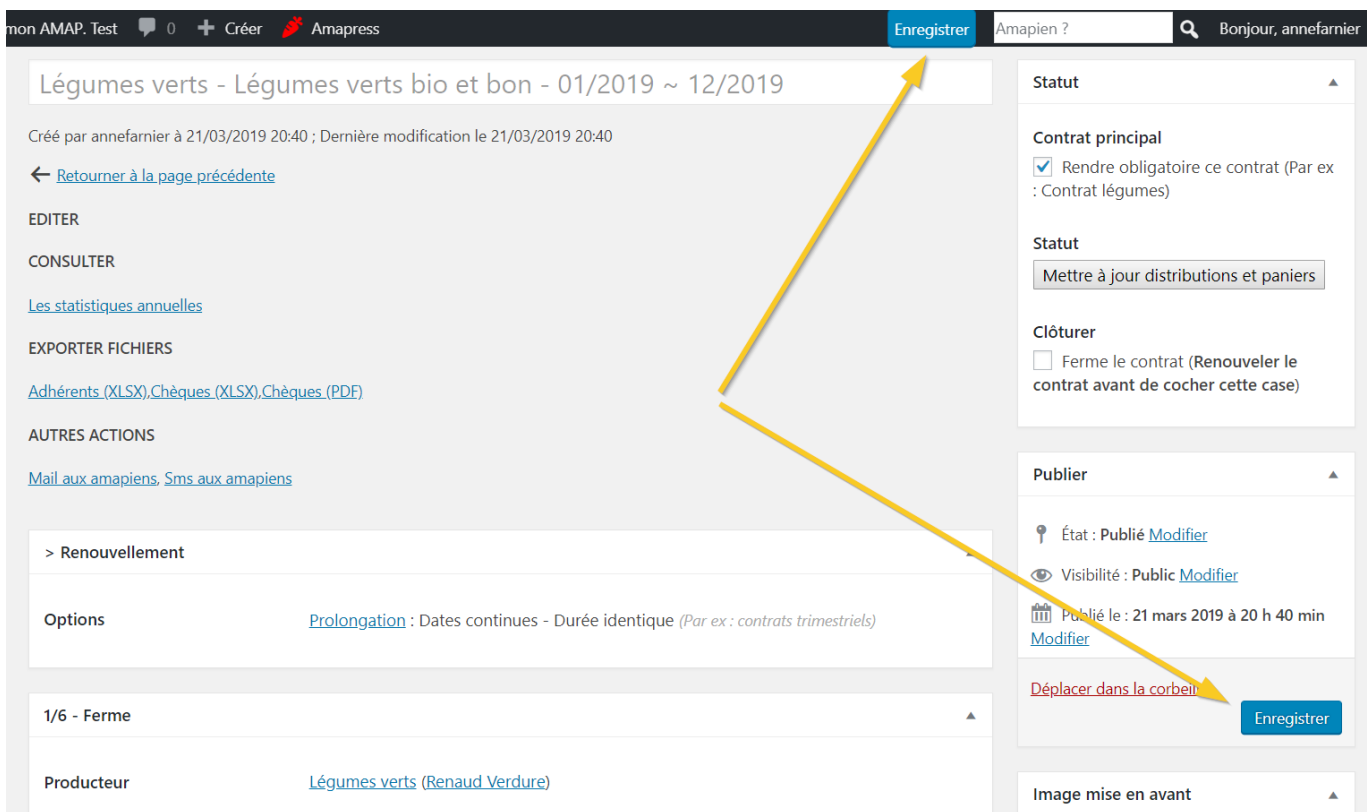 mon AMAP. Test 0 Créer Amapress Enregistrer Amapien ? Bonjour, annefarnier
Légumes verts - Légumes verts bio et bon - 01/2019 ~ 12/2019
Créé par annefarnier à 21/03/2019 20:40 ; Dernière modification le 21/03/2019 20:40
Retourner à la page précédente
EDITER
CONSULTER
Les statistiques annuelles
EXPORTER FICHIERS
Adhérents (XLSX),Chèques (XLSX),Chèques (PDF)
AUTRES ACTIONS
Mail aux amapiens, Sms aux amapiens
> Renouvellement
Options
Prolongation : Dates continues - Durée identique (Par ex : contrats trimestriels)
1/6 - Ferme
Producteur
Légumes verts (Renaud Verdure)
Statut
Contrat principal
Rendre obligatoire ce contrat (Par ex
: Contrat légumes)
Statut
Mettre à jour distributions et paniers
Clôturer
Ferme le contrat (Renouveler le
contrat avant de cocher cette case)
Publier
État : Publié Modifier
Visibilité : Public Modifier
Publié le : 21 mars 2019 à 20 h 40 min
Modifier
Déplacer dans la corbeille
Enregistrer
Image mise en avant